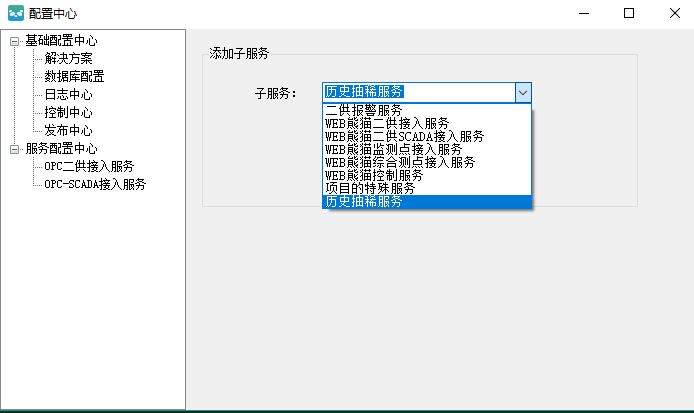 配置中心
基础配置中心
解决方案
数据库配置
日志中心
控制中心
发布中心
服务配置中心
OPC二供接入服务
OPC-SCADA接入服务
添加子服务
子服务：
历史抽稀服务
二供报警服务
WEB熊猫二供接入服务
WEB熊猫二供SCADA接入服务
WEB熊猫监测点接入服务
WEB熊猫综合测点接入服务
WEB熊猫控制服务
项目的特殊服务
历史抽稀服务